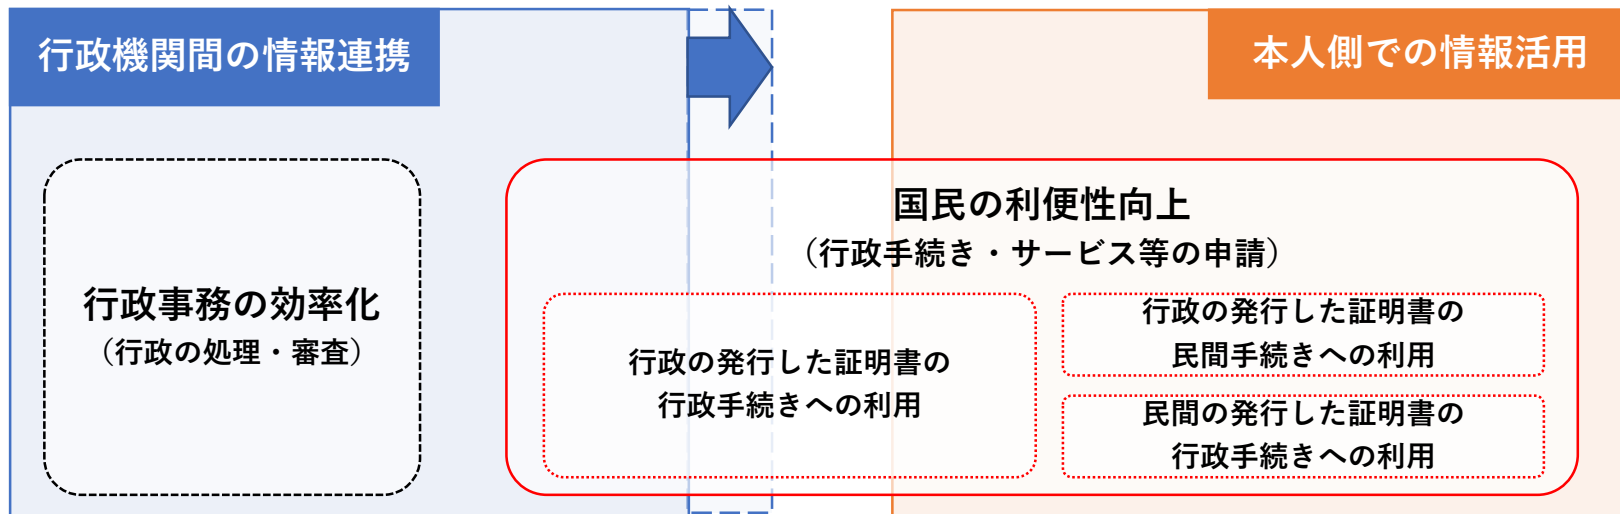 行政機関間の情報連携
本人側での情報活用
行政事務の効率化
（行政の処理・審査）
国民の利便性向上
（行政手続き・サービス等の申請）
行政の発行した証明書の
行政手続きへの利用
行政の発行した証明書の
民間手続きへの利用
民間の発行した証明書の
行政手続きへの利用